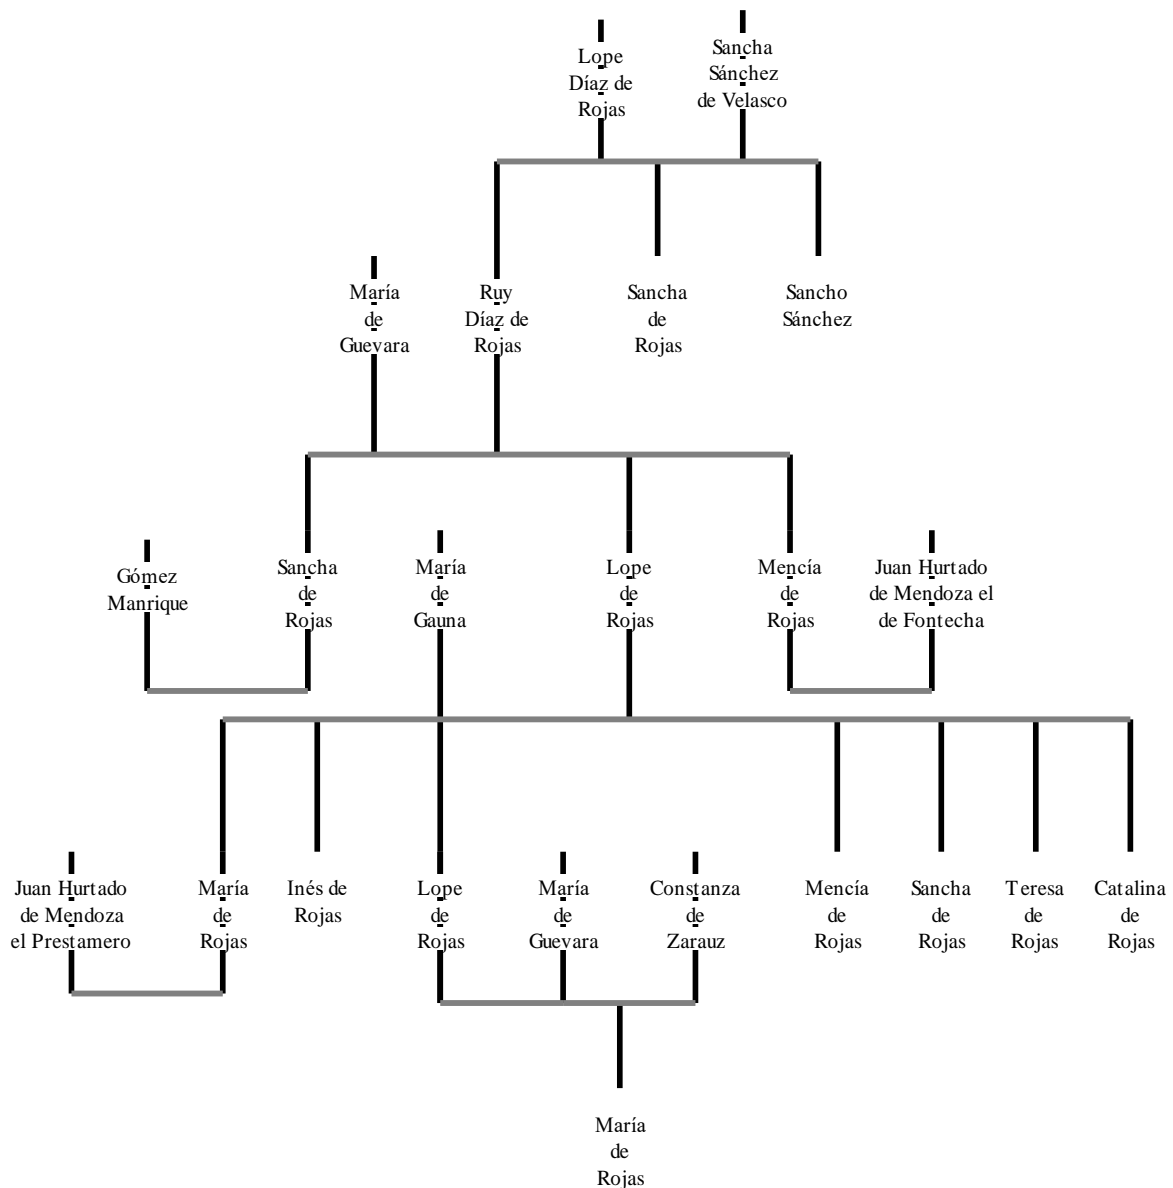 Lope
Díaz de
Rojas
Sancha
Sánchez
de Velasco
María
de
Guevara
Ruy
Díaz de
Rojas
Sancha
de
Rojas
Sancho
Sánchez
Gómez
Manrique
Sancha
de
Rojas
María
de
Gauna
Lope
de
Rojas
Mencía
de
Rojas
Juan Hurtado
de Mendoza el
de Fontecha
Juan Hurtado
de Mendoza
el Prestamero
María
de
Rojas
Inés de
Rojas
Lope
de
Rojas
María
de
Guevara
Constanza
de
Zarauz
Mencía
de
Rojas
Sancha
de
Rojas
Teresa
de
Rojas
Catalina
de
Rojas
María
de
Rojas